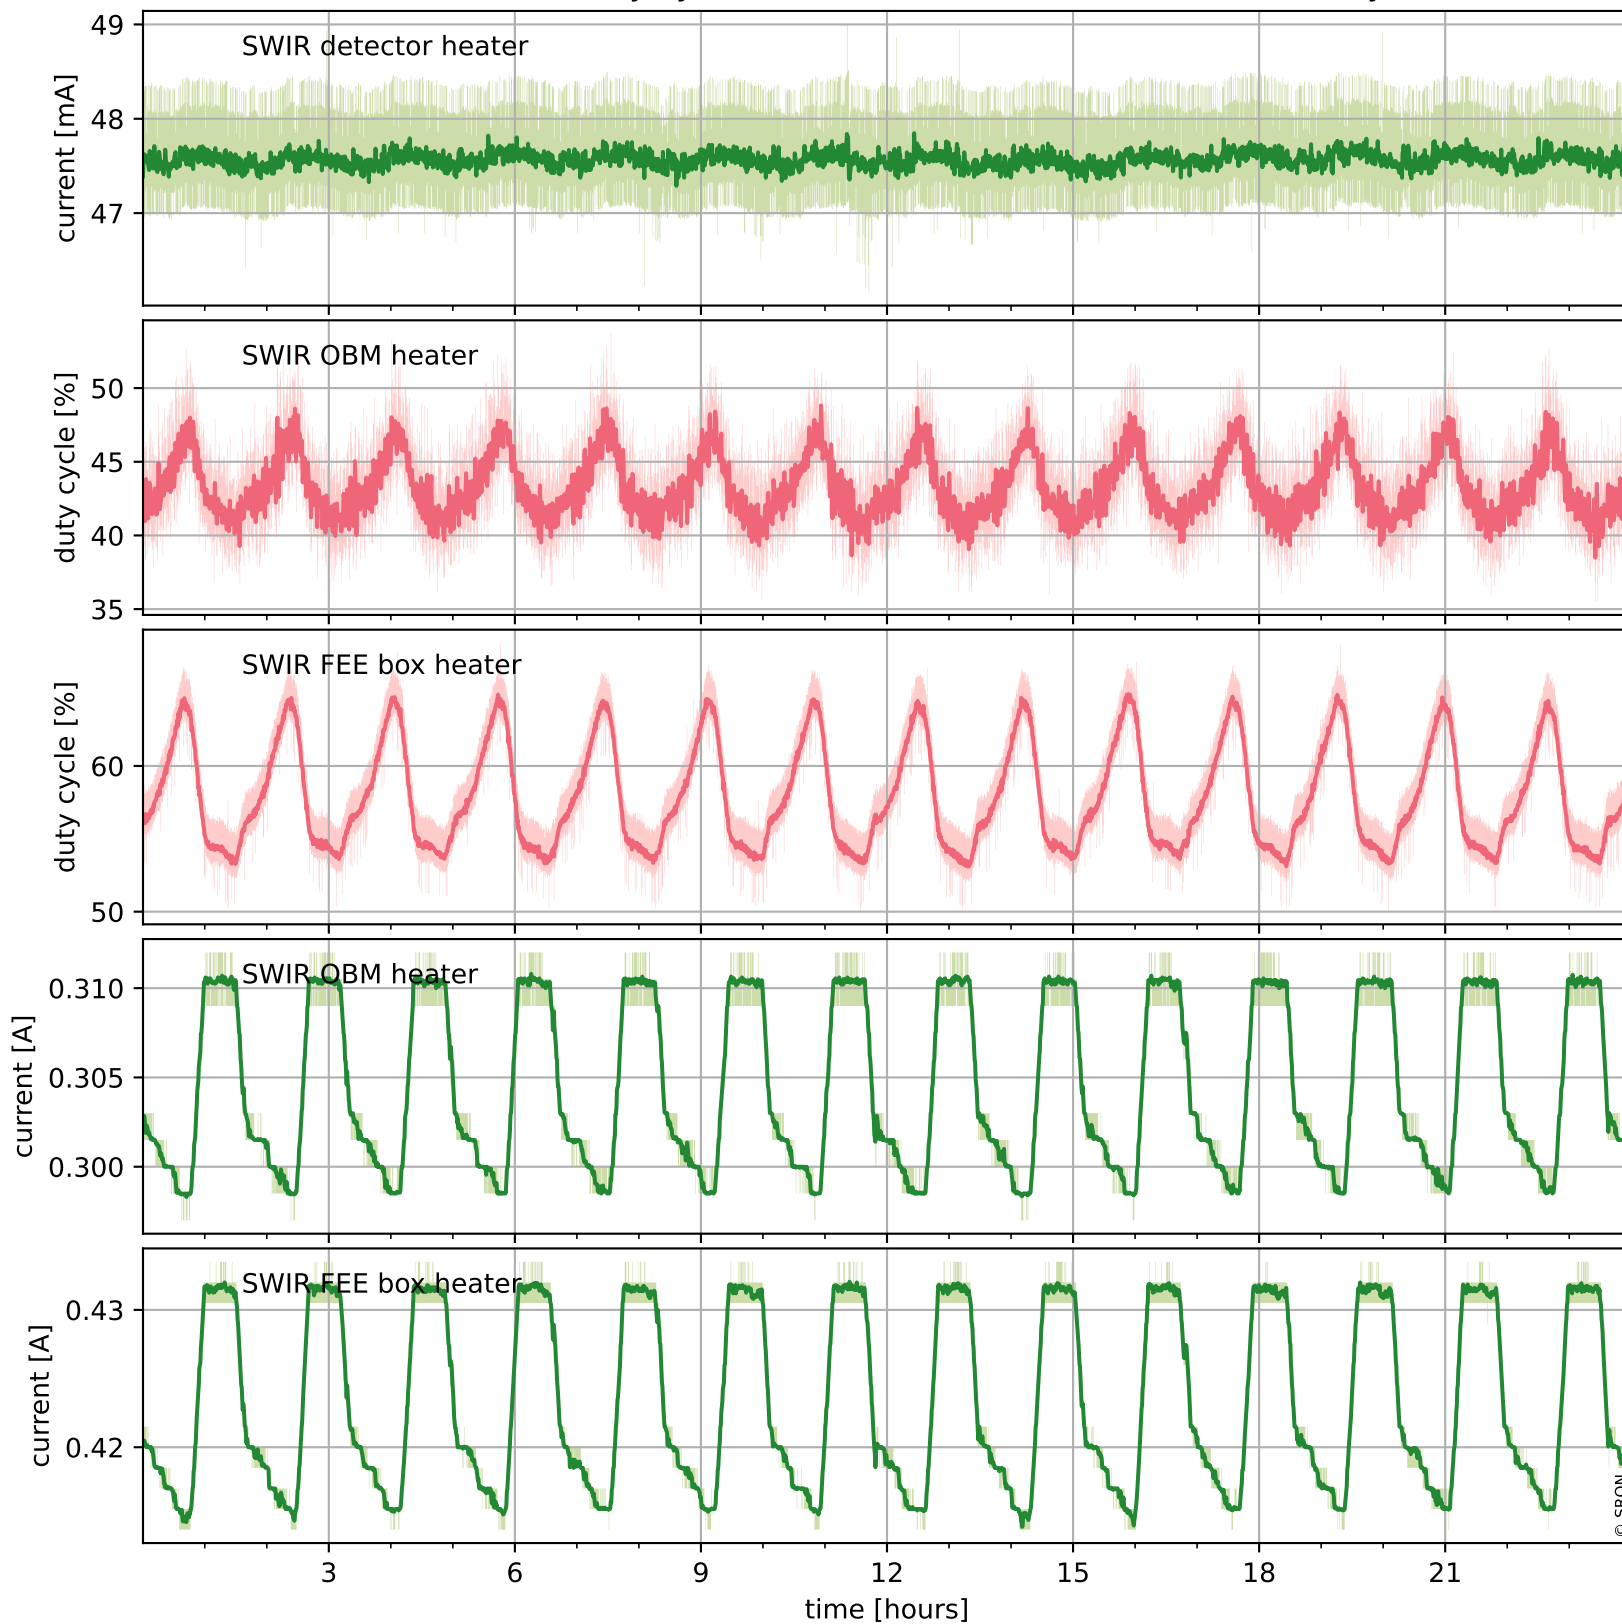 49
SWIR detector heater
48
47
current [mA]
SWIR OBM heater
50
45
40
35
duty cycle [%]
SWIR FEE box heater
60
50
duty cycle [%]
SWIR OBM heater
0.310
0.305
0.300
current [A]
SWIR FEE box heater
0.43
0.42
current [A]
© SRON
3 6 9 12 15 18 21
time [hours]